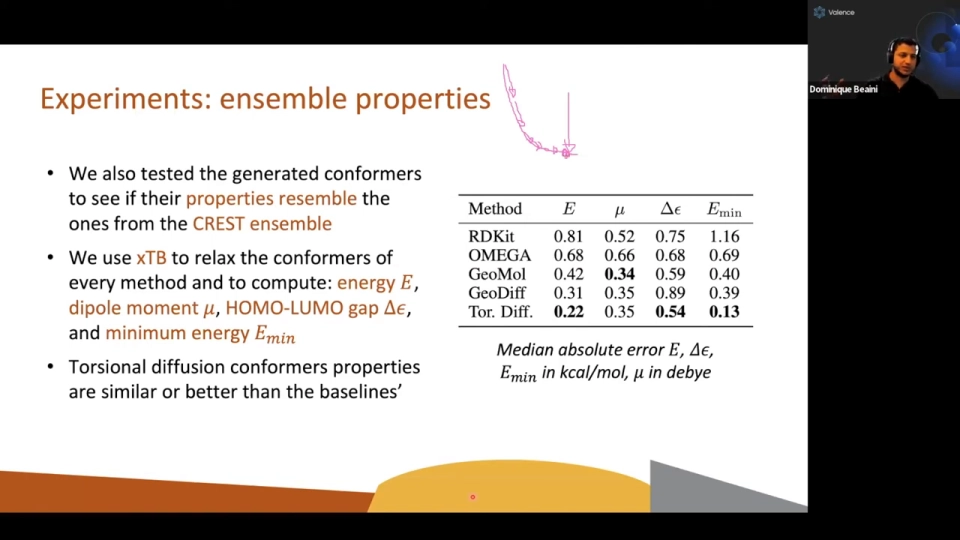 Valence
Dominique Beaini
Experiments: ensemble properties
• We also tested the generated conformers
to see if their properties resemble the
ones from the CREST ensemble
• We use xTB to relax the conformers of
every method and to compute: energy E,
dipole moment μ, HOMO-LUMO gap Δϵ,
and minimum energy E_min
• Torsional diffusion conformers properties
are similar or better than the baselines’
Method E μ Δϵ E_min
RDKit 0.81 0.52 0.75 1.16
OMEGA 0.68 0.66 0.68 0.69
GeoMol 0.42 0.34 0.59 0.40
GeoDiff 0.31 0.35 0.89 0.39
Tor. Diff. 0.22 0.35 0.54 0.13
Median absolute error E, Δϵ,
E_min in kcal/mol, μ in debye